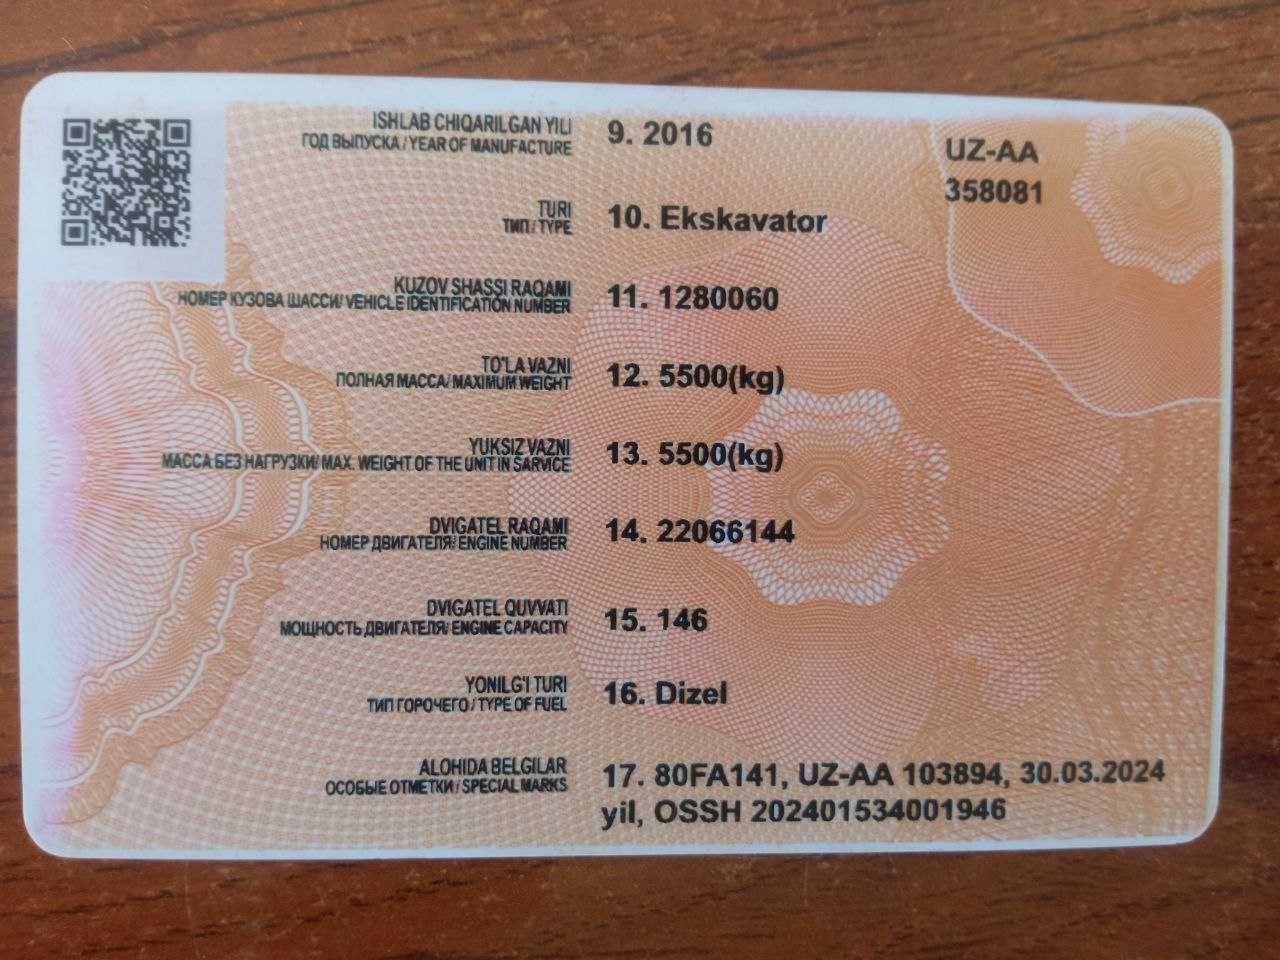 ISHLAB CHIQARILGAN YILI
ГОД ВЫПУСКА / YEAR OF MANUFACTURE
9. 2016
UZ-AA
358081
TURI
ТИП / TYPE
10. Ekskavator
KUZOV SHASSI RAQAMI
НОМЕР КУЗОВА ШАССИ/ VEHICLE IDENTIFICATION NUMBER
11. 1280060
TO'LA VAZNI
ПОЛНАЯ МАССА/ MAXIMUM WEIGHT
12. 5500(kg)
YUKSIZ VAZNI
МАССА БЕЗ НАГРУЗКИ/ MAX. WEIGHT OF THE UNIT IN SARVICE
13. 5500(kg)
DVIGATEL RAQAMI
НОМЕР ДВИГАТЕЛЯ/ ENGINE NUMBER
14. 22066144
DVIGATEL QUVVATI
МОЩНОСТЬ ДВИГАТЕЛЯ/ ENGINE CAPACITY
15. 146
YONILG'I TURI
ТИП ГОРОЧЕГО / TYPE OF FUEL
16. Dizel
ALOHIDA BELGILAR
ОСОБЫЕ ОТМЕТКИ / SPECIAL MARKS
17. 80FA141, UZ-AA 103894, 30.03.2024
yil, OSSH 202401534001946